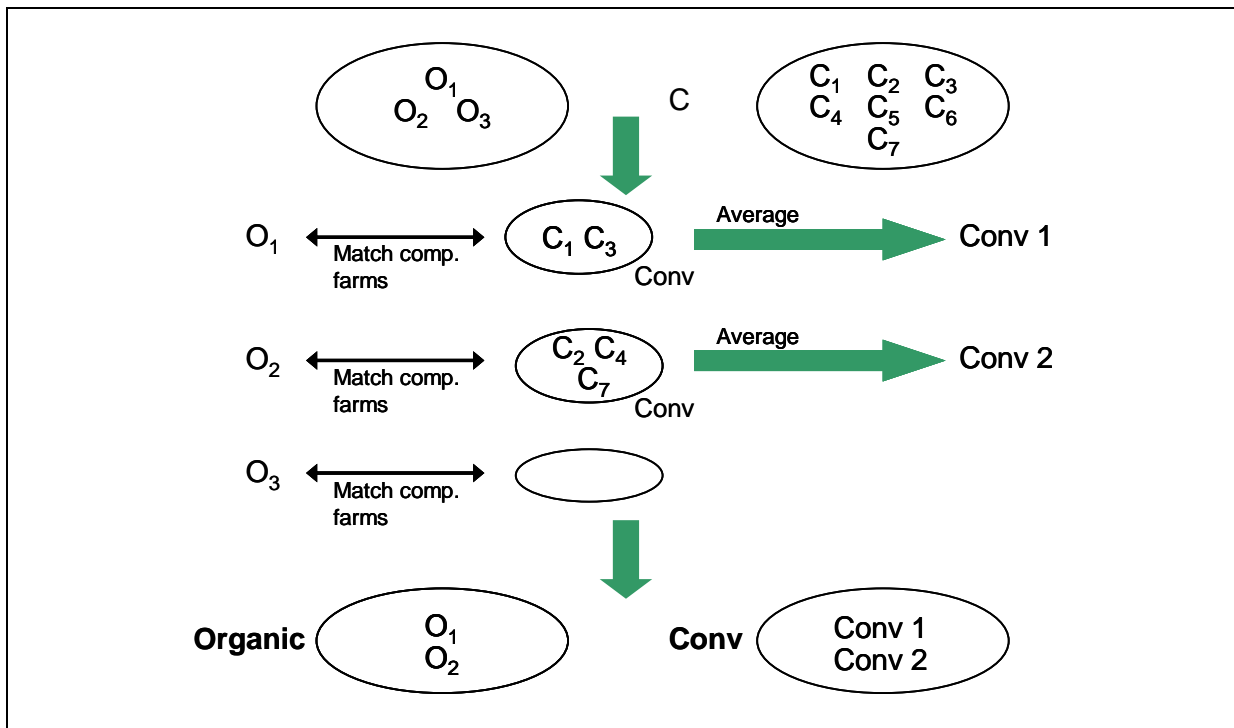 O₁
O₂ O₃
C
C₁ C₂ C₃
C₄ C₅ C₆
C₇
O₁
Match comp.
farms
C₁ C₃
Conv
Average
Conv 1
O₂
Match comp.
farms
C₂ C₄
C₇
Conv
Average
Conv 2
O₃
Match comp.
farms
Organic
O₁
O₂
Conv
Conv 1
Conv 2